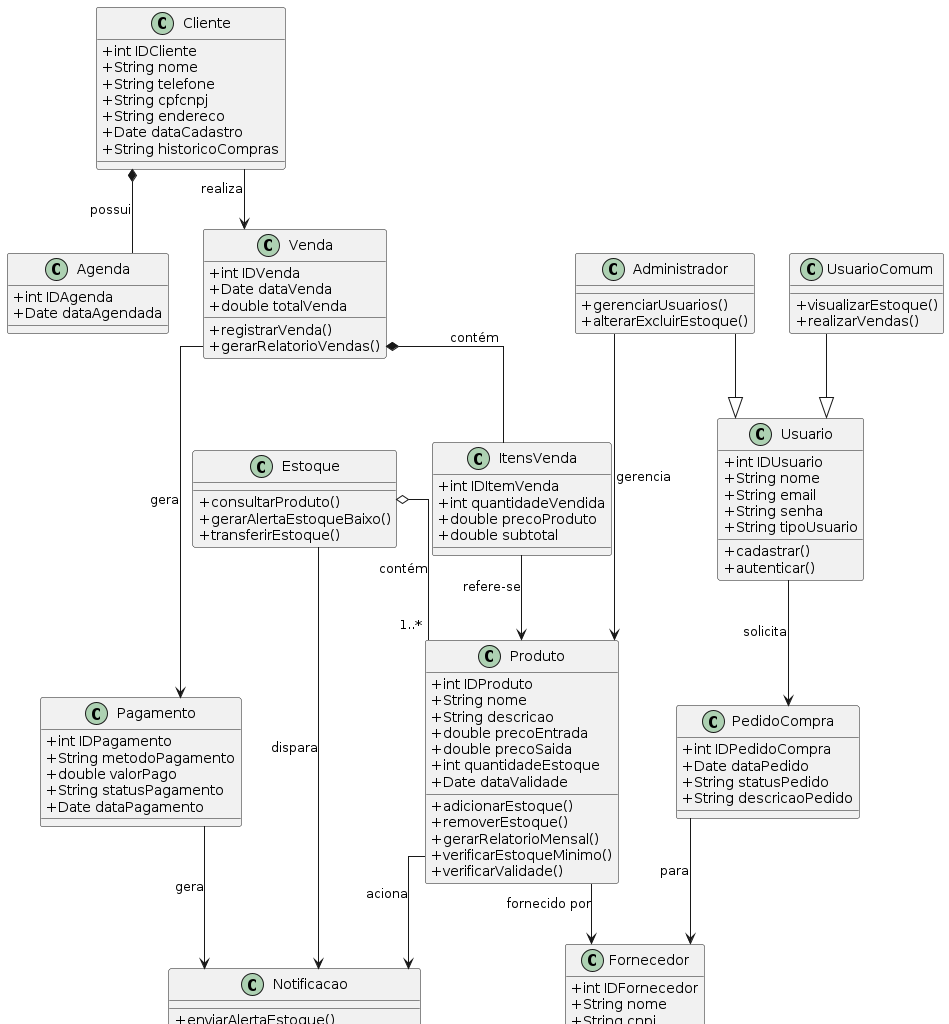 C Cliente
+int IDCliente
+String nome
+String telefone
+String cpfcnpj
+String endereco
+Date dataCadastro
+String historicoCompras
possui
realiza
C Agenda
+int IDAgenda
+Date dataAgendada
C Venda
+int IDVenda
+Date dataVenda
+double totalVenda
+registrarVenda()
+gerarRelatorioVendas()
contém
C Administrador
+gerenciarUsuarios()
+alterarExcluirEstoque()
C UsuarioComum
+visualizarEstoque()
+realizarVendas()
gera
C Estoque
+consultarProduto()
+gerarAlertaEstoqueBaixo()
+transferirEstoque()
C ItensVenda
+int IDItemVenda
+int quantidadeVendida
+double precoProduto
+double subtotal
gerencia
C Usuario
+int IDUsuario
+String nome
+String email
+String senha
+String tipoUsuario
+cadastrar()
+autenticar()
contém
1..*
refere-se
solicita
C Pagamento
+int IDPagamento
+String metodoPagamento
+double valorPago
+String statusPagamento
+Date dataPagamento
dispara
C Produto
+int IDProduto
+String nome
+String descricao
+double precoEntrada
+double precoSaida
+int quantidadeEstoque
+Date dataValidade
+adicionarEstoque()
+removerEstoque()
+gerarRelatorioMensal()
+verificarEstoqueMinimo()
+verificarValidade()
C PedidoCompra
+int IDPedidoCompra
+Date dataPedido
+String statusPedido
+String descricaoPedido
gera
aciona
fornecido por
para
C Notificacao
+enviarAlertaEstoque()
C Fornecedor
+int IDFornecedor
+String nome
+String cnpj